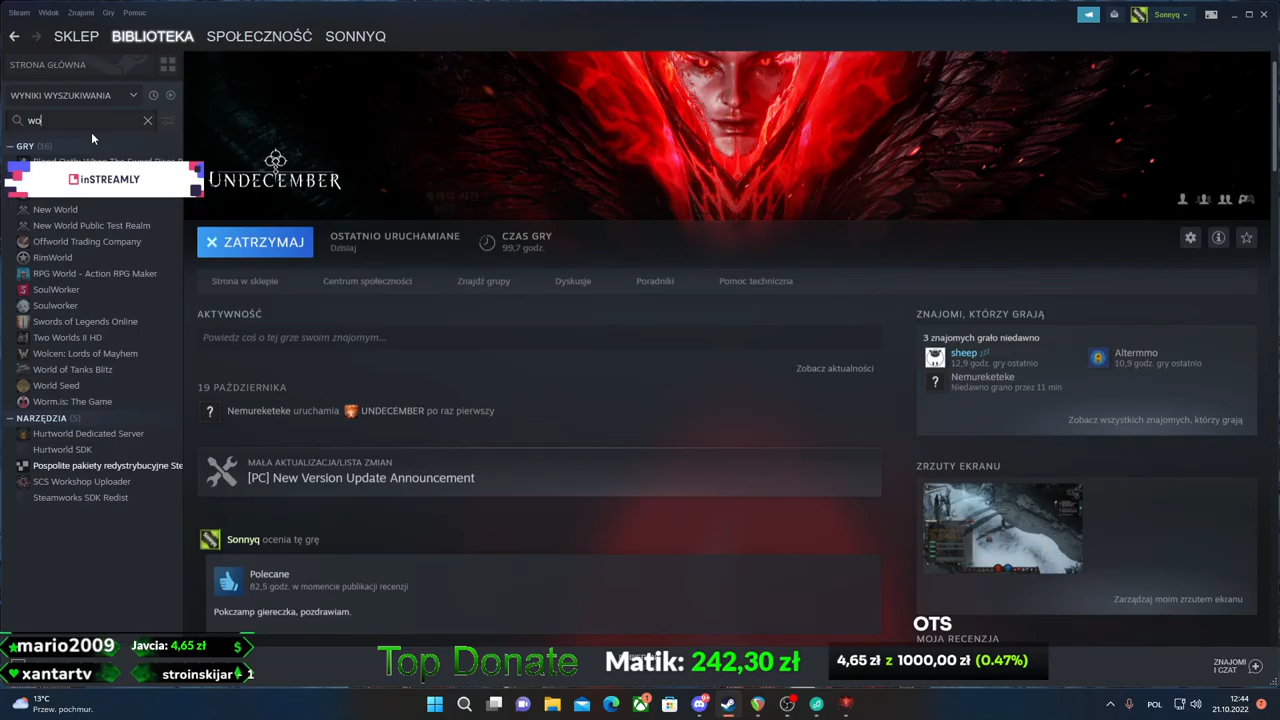 Steam Widok Znajomi Gry Pomoc
Sonnyq
SKLEP BIBLIOTEKA SPOŁECZNOŚĆ SONNYQ
STRONA GŁÓWNA
WYNIKI WYSZUKIWANIA
wo
GRY (16)
inSTREAMLY
New World
New World Public Test Realm
Offworld Trading Company
RimWorld
RPG World - Action RPG Maker
SoulWorker
Soulworker
Swords of Legends Online
Two Worlds II HD
Wolcen: Lords of Mayhem
World of Tanks Blitz
World Seed
Worm.is: The Game
NARZĘDZIA (5)
Hurtworld Dedicated Server
Hurtworld SDK
Pospolite pakiety redystrybucyjne Ste
SCS Workshop Uploader
Steamworks SDK Redist
UNDECEMBER
ZATRZYMAJ
OSTATNIO URUCHAMIANE
Dzisiaj
CZAS GRY
99,7 godz.
Strona w sklepie Centrum społeczności Znajdź grupy Dyskusje Poradniki Pomoc techniczna
AKTYWNOŚĆ
Powiedz coś o tej grze swoim znajomym...
Zobacz aktualności
19 PAŹDZIERNIKA
Nemureketeke uruchamia UNDECEMBER po raz pierwszy
MAŁA AKTUALIZACJA/LISTA ZMIAN
[PC] New Version Update Announcement
Sonnyq ocenia tę grę
Polecane
82,5 godz. w momencie publikacji recenzji
Pokczamp giereczka, pozdrawiam.
ZNAJOMI, KTÓRZY GRAJĄ
3 znajomych grało niedawno
sheep zzz
12,9 godz. gry ostatnio
Altermmo
10,9 godz. gry ostatnio
Nemureketeke
Niedawno grano przez 11 min
Zobacz wszystkich znajomych, którzy grają
ZRZUTY EKRANU
Zarządzaj moim zrzutem ekranu
OTS
MOJA RECENZJA
mario2009 Javcia: 4,65 zł $
xantartv stroinskijar 1
Top Donate Matik: 242,30 zł
4,65 zł z 1000,00 zł (0.47%)
ZNAJOMI
I CZAT
13°C
Przew. pochmur.
POL
12:44
21.10.2022